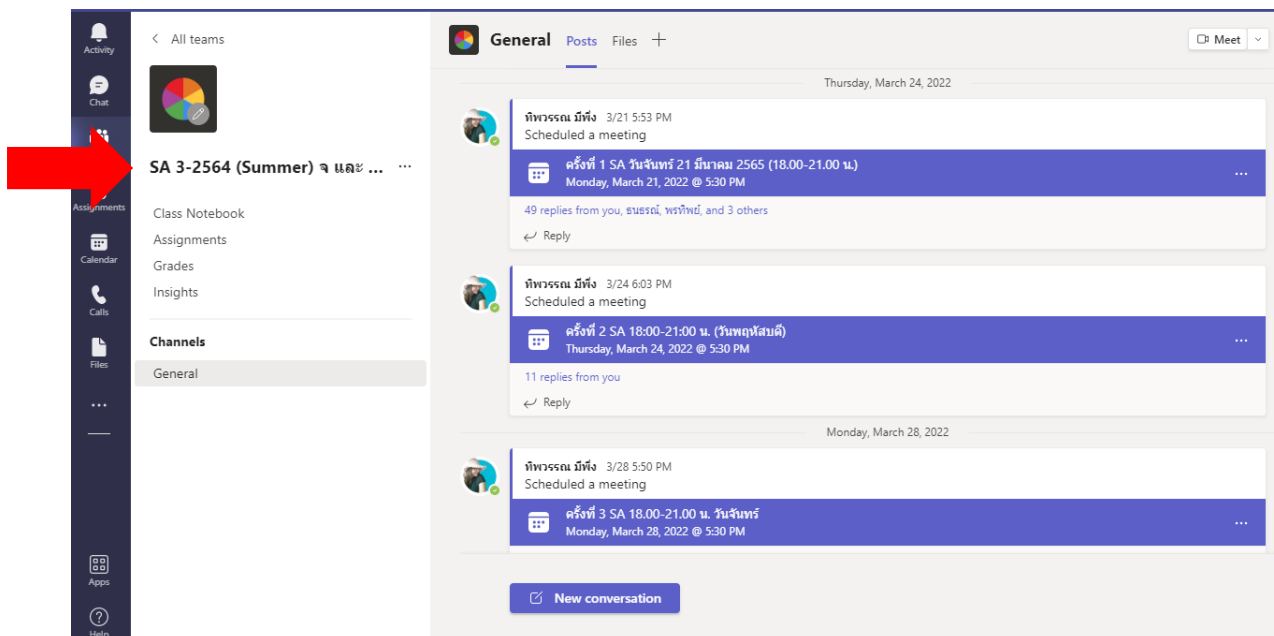 Activity
Chat
Assignments
Calendar
Calls
Files
Apps
Help
All teams
SA 3-2564 (Summer) จ และ ...
Class Notebook
Assignments
Grades
Insights
Channels
General
General Posts Files
Meet
Thursday, March 24, 2022
ทิพวรรณ มีพึ่ง 3/21 5:53 PM
Scheduled a meeting
ครั้งที่ 1 SA วันจันทร์ 21 มีนาคม 2565 (18.00-21.00 น.)
Monday, March 21, 2022 @ 5:30 PM
49 replies from you, ธนธรณ์, พรทิพย์, and 3 others
Reply
ทิพวรรณ มีพึ่ง 3/24 6:03 PM
Scheduled a meeting
ครั้งที่ 2 SA 18:00-21:00 น. (วันพฤหัสบดี)
Thursday, March 24, 2022 @ 5:30 PM
11 replies from you
Reply
Monday, March 28, 2022
ทิพวรรณ มีพึ่ง 3/28 5:50 PM
Scheduled a meeting
ครั้งที่ 3 SA 18.00-21.00 น. วันจันทร์
Monday, March 28, 2022 @ 5:30 PM
New conversation